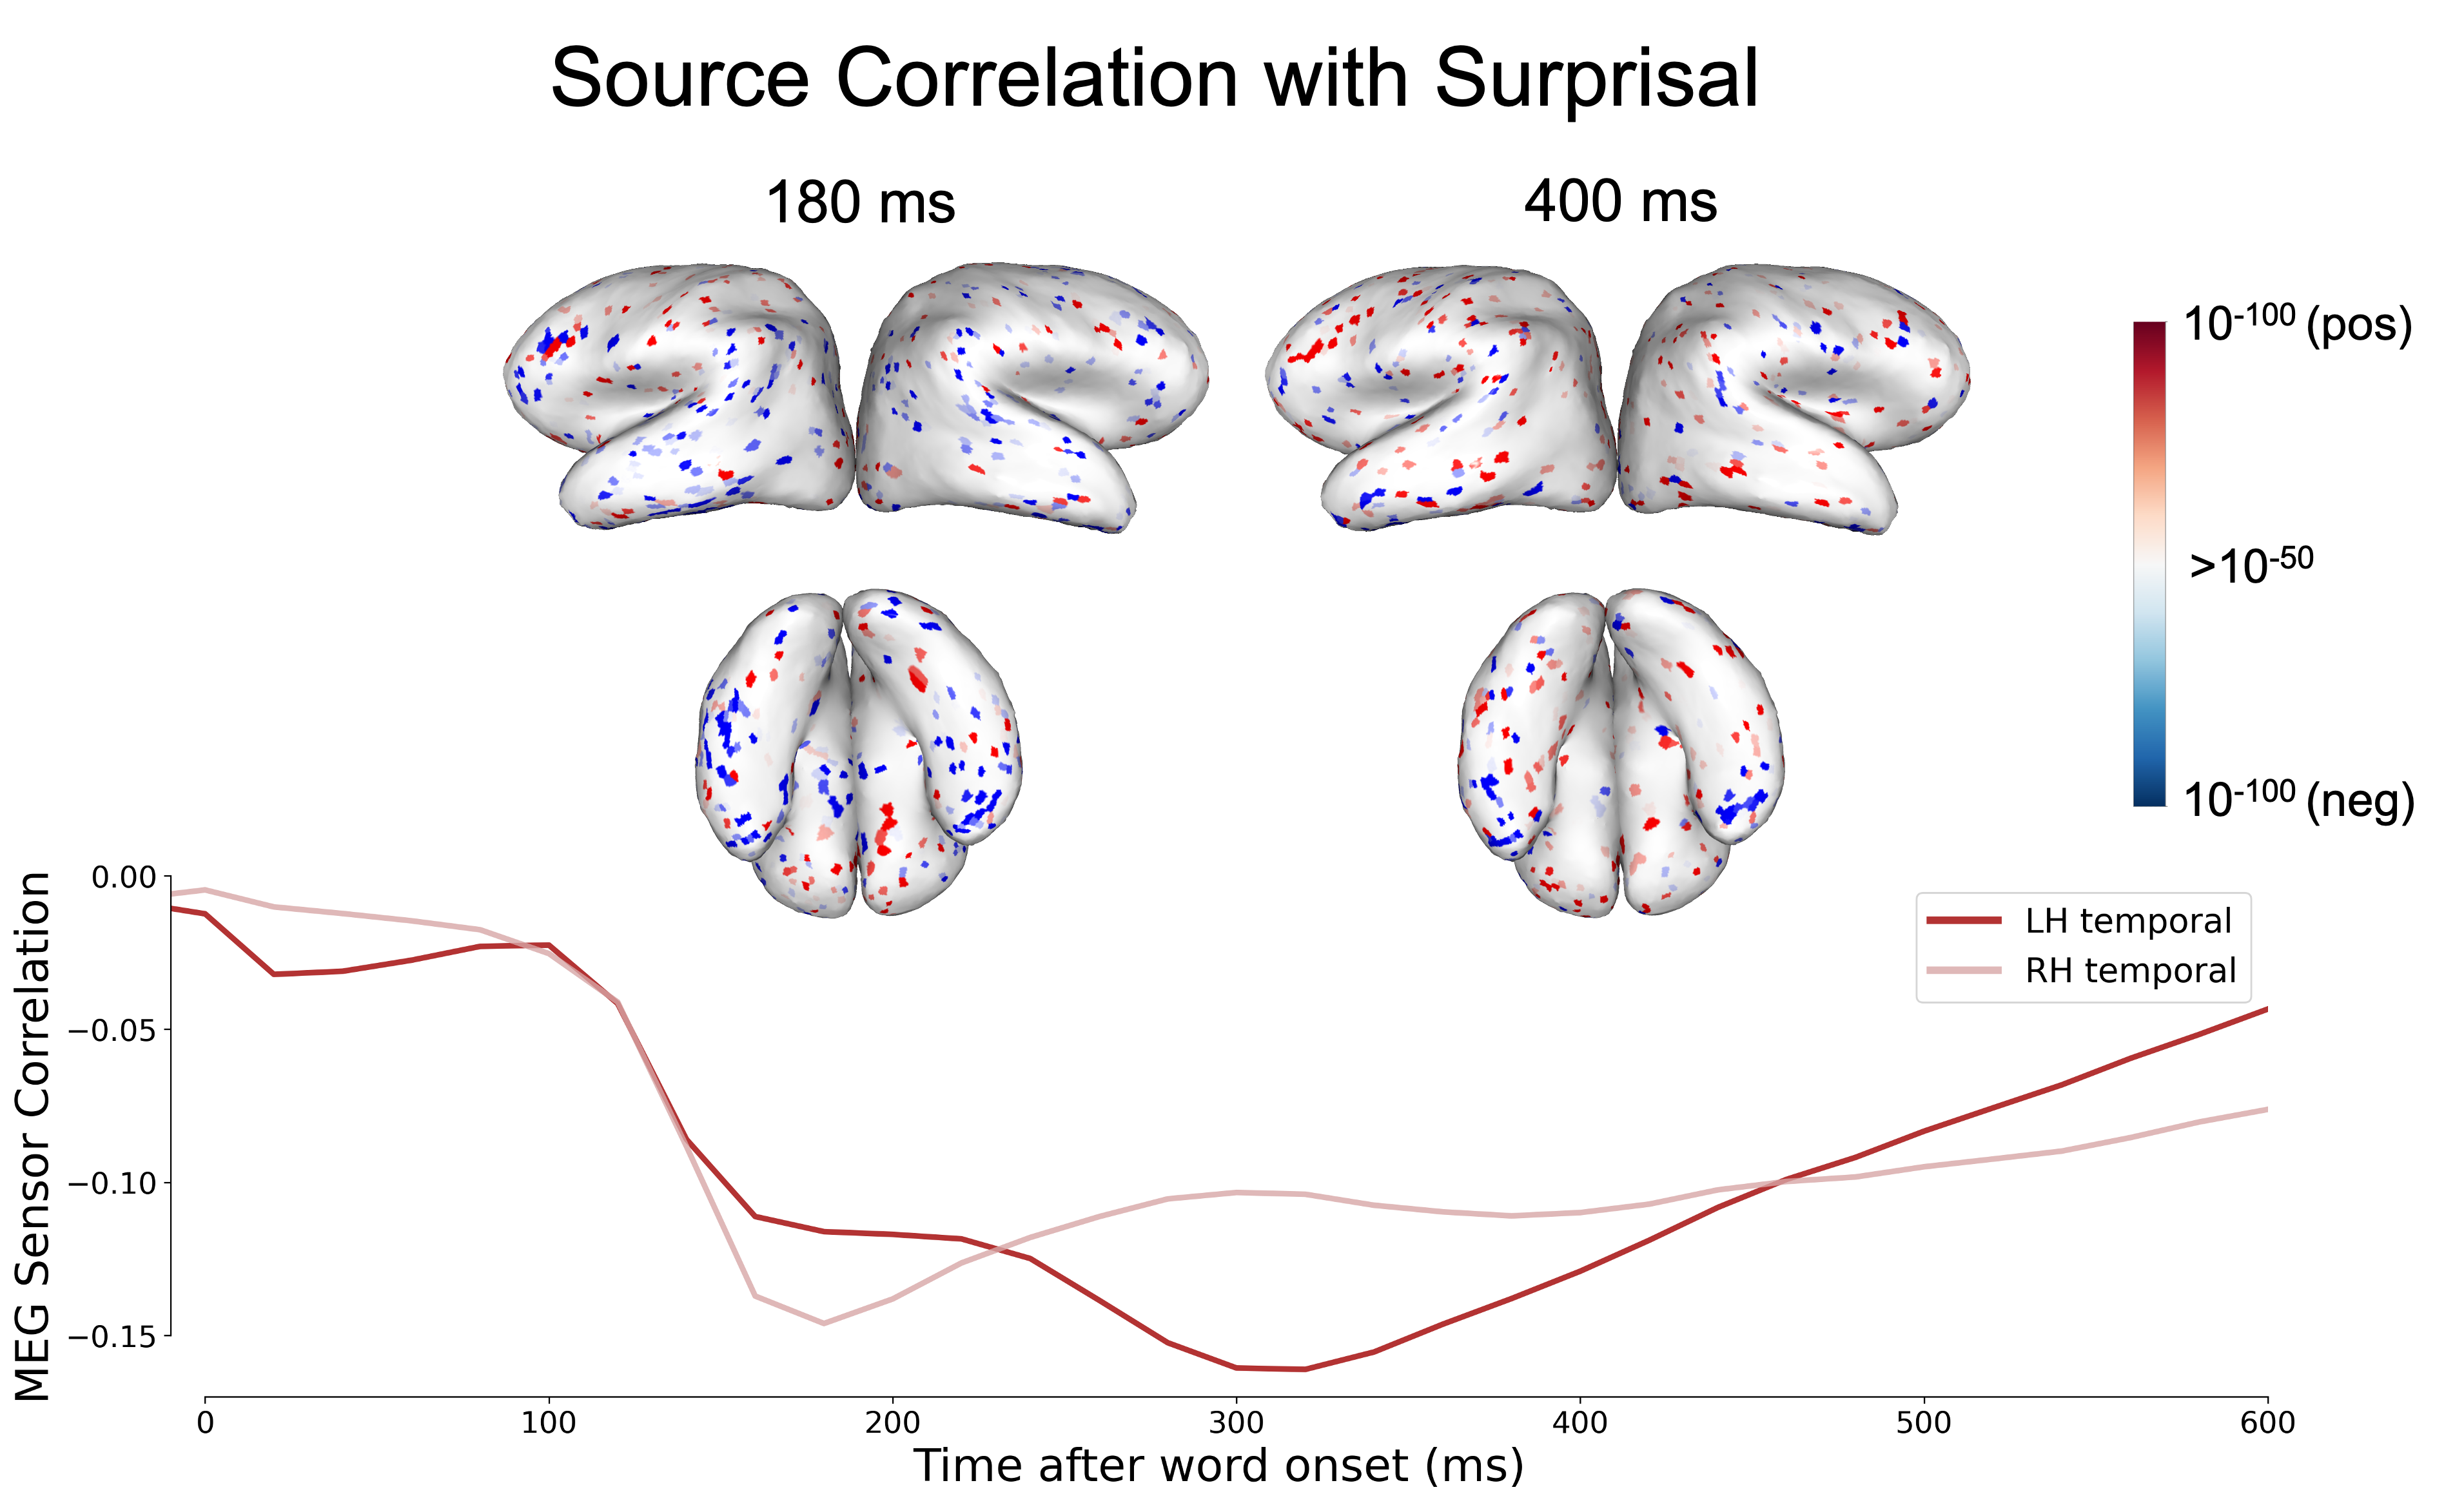 Source Correlation with Surprisal
180 ms
400 ms
10-100 (pos)
>10-50
10-100 (neg)
MEG Sensor Correlation
0.00
−0.05
−0.10
−0.15
LH temporal
RH temporal
0 100 200 300 400 500 600
Time after word onset (ms)